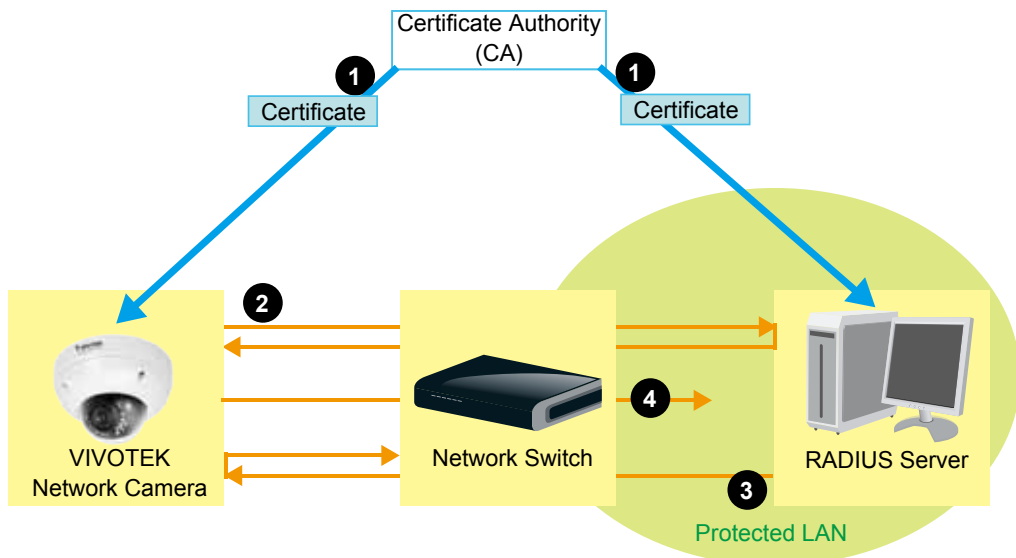 Certificate Authority
(CA)
1
1
Certificate
Certificate
2
4
VIVOTEK
Network Camera
Network Switch
RADIUS Server
3
Protected LAN